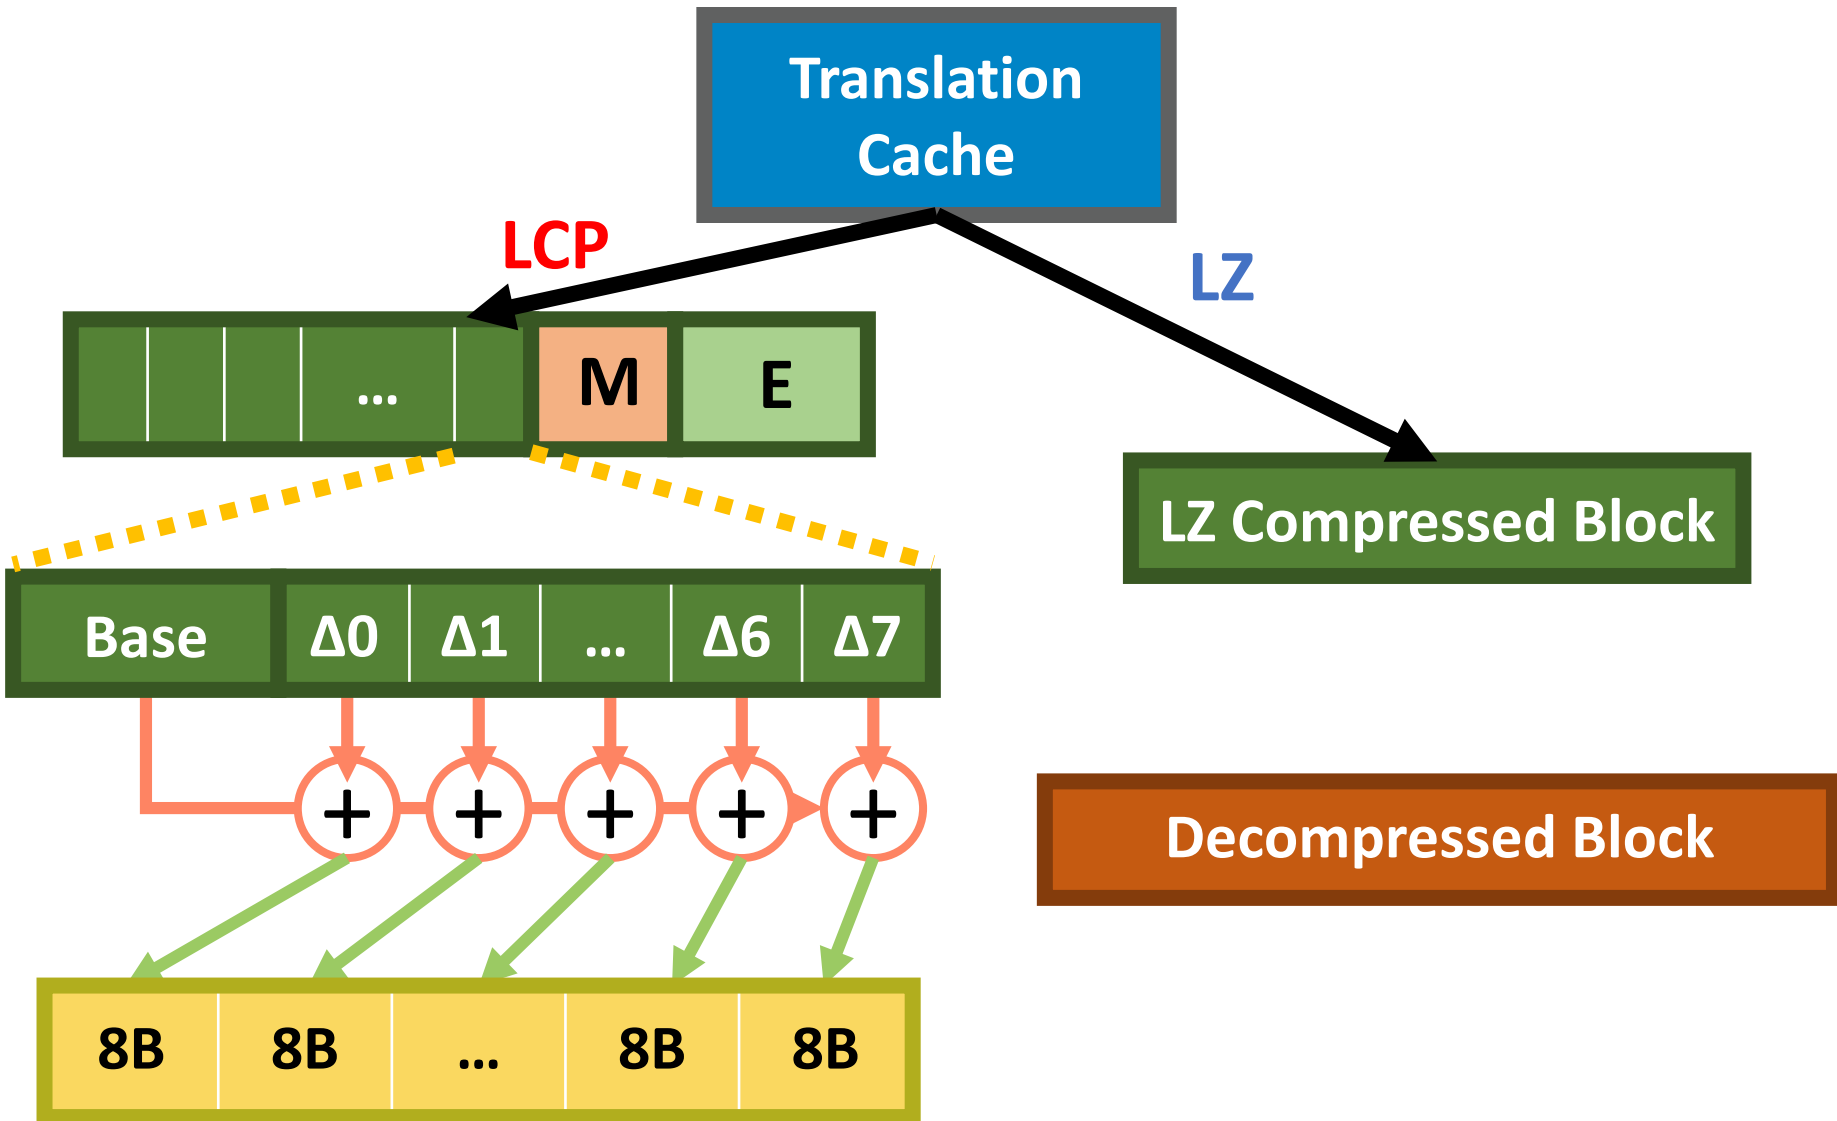 Translation
Cache
LCP
LZ
... M E
LZ Compressed Block
Base Δ0 Δ1 ... Δ6 Δ7
+ + + + +
Decompressed Block
8B 8B ... 8B 8B